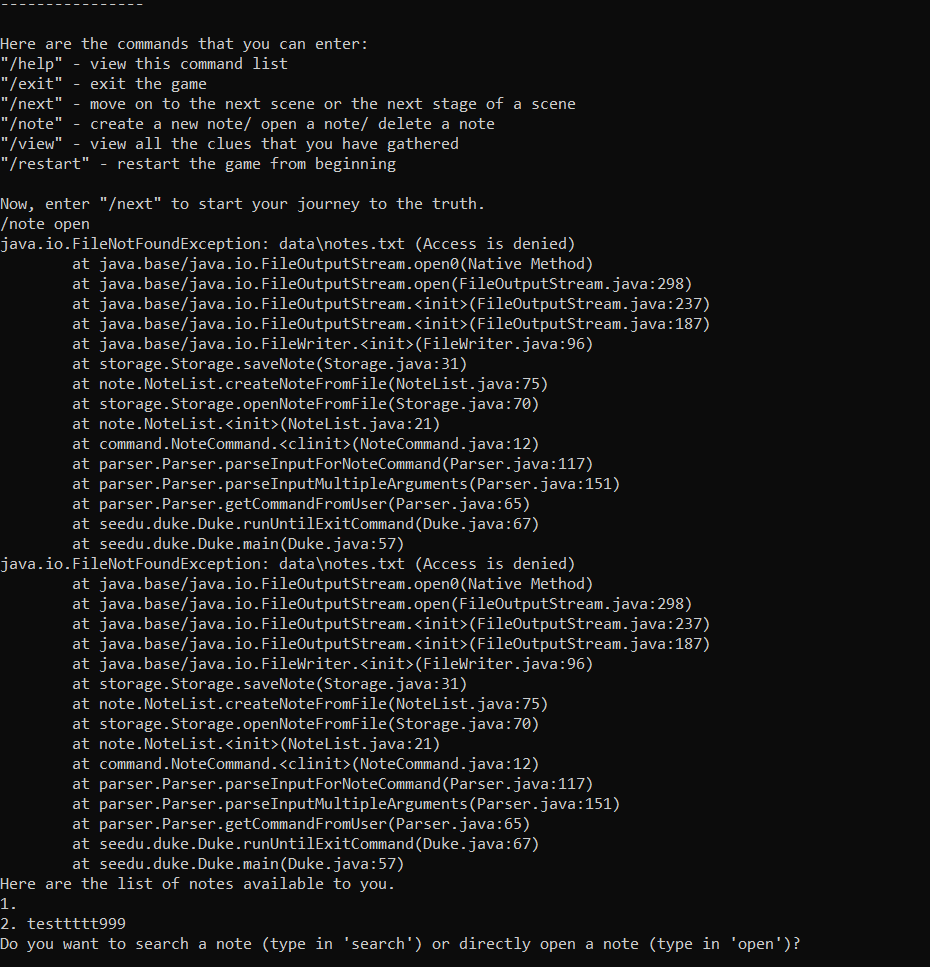 ----------------
Here are the commands that you can enter:
"/help" - view this command list
"/exit" - exit the game
"/next" - move on to the next scene or the next stage of a scene
"/note" - create a new note/ open a note/ delete a note
"/view" - view all the clues that you have gathered
"/restart" - restart the game from beginning
Now, enter "/next" to start your journey to the truth.
/note open
java.io.FileNotFoundException: data\notes.txt (Access is denied)
        at java.base/java.io.FileOutputStream.open0(Native Method)
        at java.base/java.io.FileOutputStream.open(FileOutputStream.java:298)
        at java.base/java.io.FileOutputStream.<init>(FileOutputStream.java:237)
        at java.base/java.io.FileOutputStream.<init>(FileOutputStream.java:187)
        at java.base/java.io.FileWriter.<init>(FileWriter.java:96)
        at storage.Storage.saveNote(Storage.java:31)
        at note.NoteList.createNoteFromFile(NoteList.java:75)
        at storage.Storage.openNoteFromFile(Storage.java:70)
        at note.NoteList.<init>(NoteList.java:21)
        at command.NoteCommand.<clinit>(NoteCommand.java:12)
        at parser.Parser.parseInputForNoteCommand(Parser.java:117)
        at parser.Parser.parseInputMultipleArguments(Parser.java:151)
        at parser.Parser.getCommandFromUser(Parser.java:65)
        at seedu.duke.Duke.runUntilExitCommand(Duke.java:67)
        at seedu.duke.Duke.main(Duke.java:57)
java.io.FileNotFoundException: data\notes.txt (Access is denied)
        at java.base/java.io.FileOutputStream.open0(Native Method)
        at java.base/java.io.FileOutputStream.open(FileOutputStream.java:298)
        at java.base/java.io.FileOutputStream.<init>(FileOutputStream.java:237)
        at java.base/java.io.FileOutputStream.<init>(FileOutputStream.java:187)
        at java.base/java.io.FileWriter.<init>(FileWriter.java:96)
        at storage.Storage.saveNote(Storage.java:31)
        at note.NoteList.createNoteFromFile(NoteList.java:75)
        at storage.Storage.openNoteFromFile(Storage.java:70)
        at note.NoteList.<init>(NoteList.java:21)
        at command.NoteCommand.<clinit>(NoteCommand.java:12)
        at parser.Parser.parseInputForNoteCommand(Parser.java:117)
        at parser.Parser.parseInputMultipleArguments(Parser.java:151)
        at parser.Parser.getCommandFromUser(Parser.java:65)
        at seedu.duke.Duke.runUntilExitCommand(Duke.java:67)
        at seedu.duke.Duke.main(Duke.java:57)
Here are the list of notes available to you.
1.
2. testtttt999
Do you want to search a note (type in 'search') or directly open a note (type in 'open')?